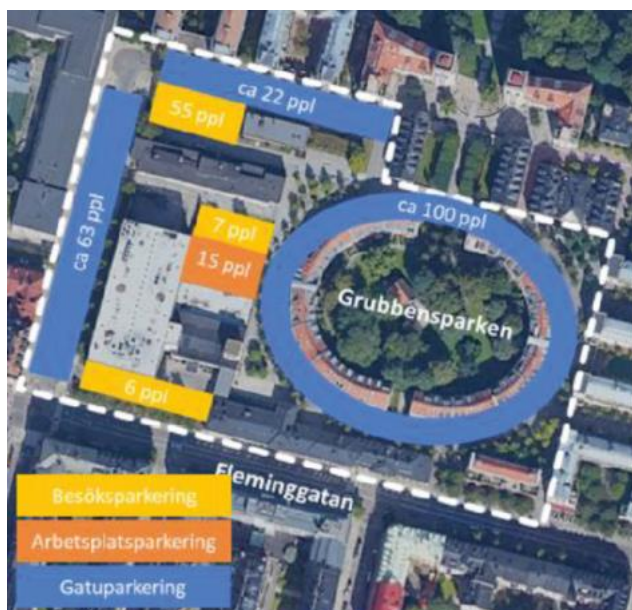 ca 22 ppl
55 ppl
ca 63 ppl
ca 100 ppl
7 ppl
15 ppl
Grubbensparken
6 ppl
Fleminggatan
Besöksparkering
Arbetsplatsparkering
Gatuparkering